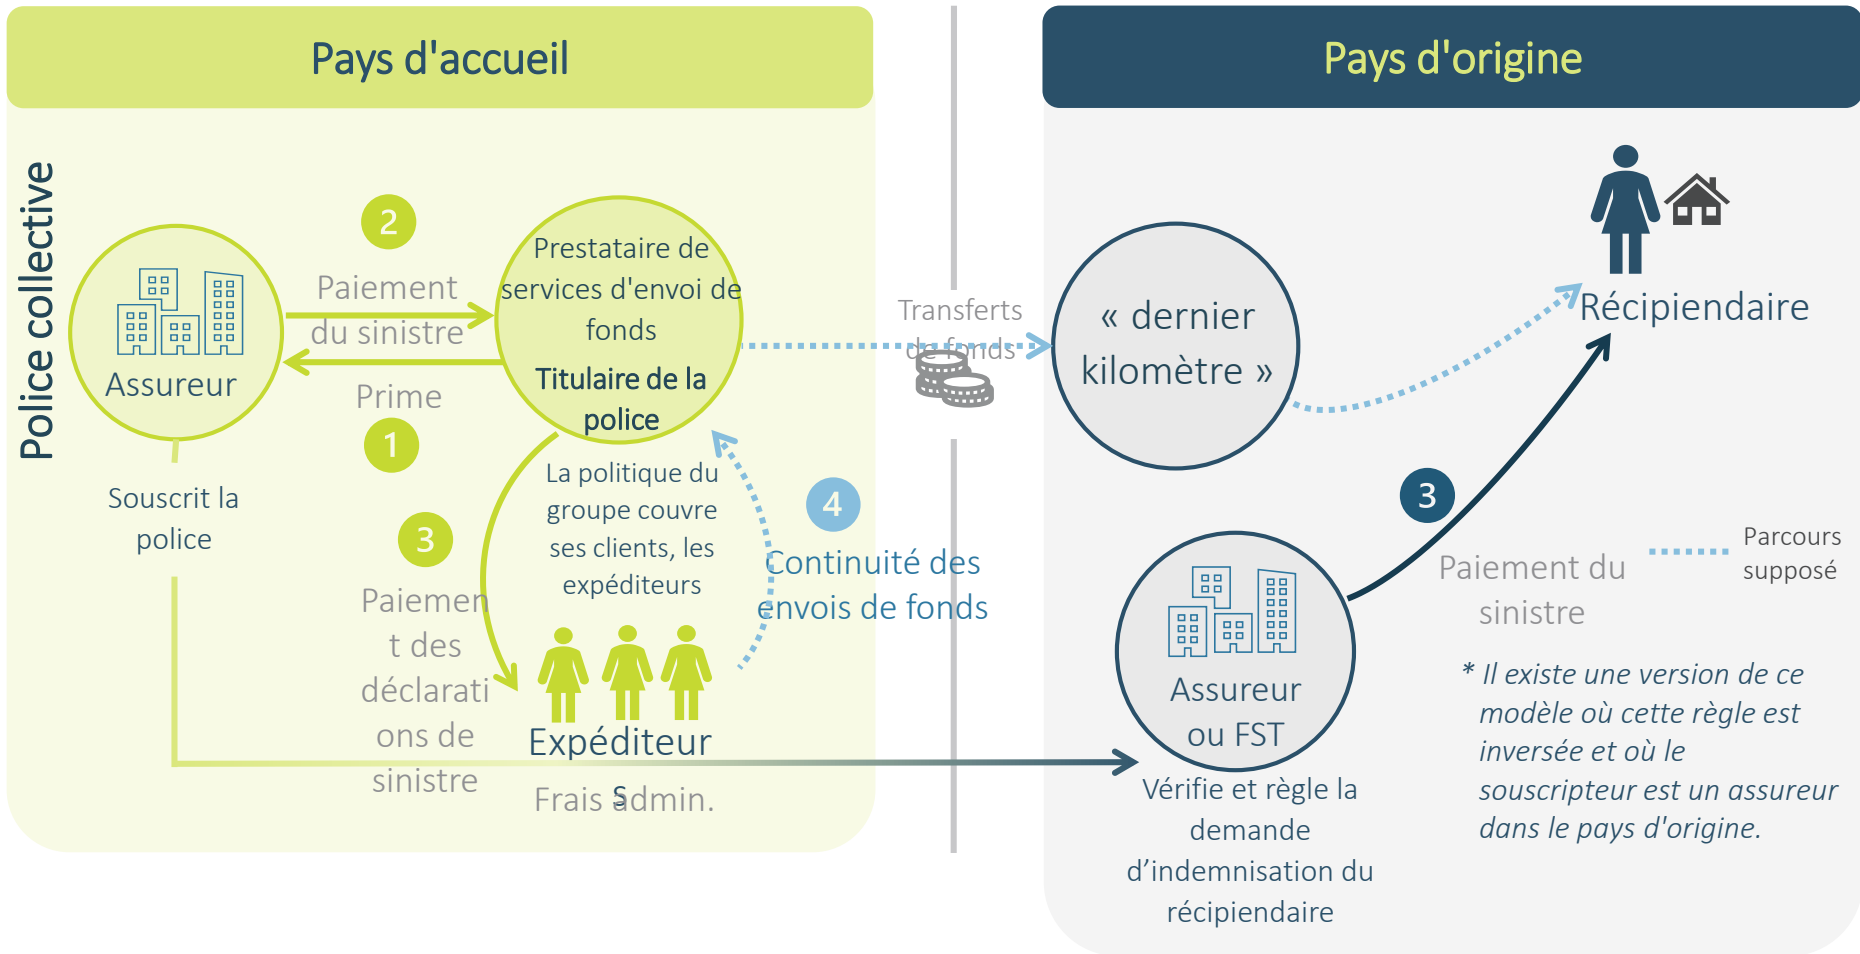 Pays d'accueil
Pays d'origine
Police collective
2
Paiement
du sinistre
Prime
1
Assureur
Souscrit la
police
Prestataire de
services d'envoi de
fonds
Titulaire de la
police
La politique du
groupe couvre
ses clients, les
expéditeurs
3
Paiemen
t des
déclarati
ons de
sinistre
4
Continuité des
envois de fonds
Expéditeur
s
Frais admin.
Transferts
de fonds
« dernier
kilomètre »
Récipiendaire
3
Paiement du
sinistre
Parcours
supposé
Assureur
ou FST
Vérifie et règle la
demande
d’indemnisation du
récipiendaire
* Il existe une version de ce
modèle où cette règle est
inversée et où le
souscripteur est un assureur
dans le pays d'origine.